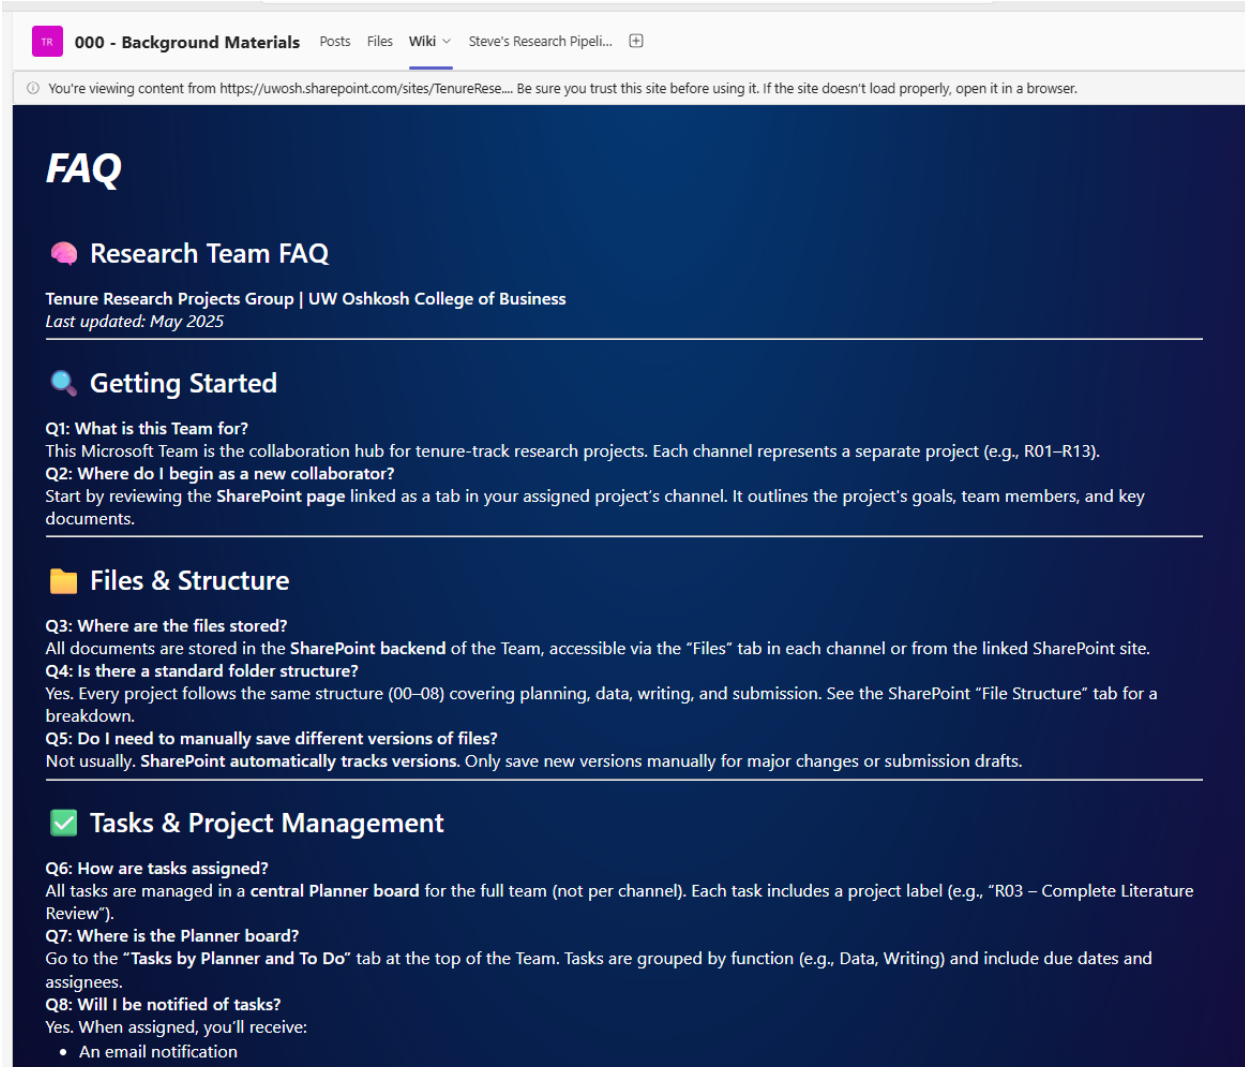 TR
000 - Background Materials Posts Files Wiki Steve's Research Pipeli...
You're viewing content from https://uwosh.sharepoint.com/sites/TenureRese.... Be sure you trust this site before using it. If the site doesn't load properly, open it in a browser.
FAQ
Research Team FAQ
Tenure Research Projects Group | UW Oshkosh College of Business
Last updated: May 2025
Getting Started
Q1: What is this Team for?
This Microsoft Team is the collaboration hub for tenure-track research projects. Each channel represents a separate project (e.g., R01–R13).
Q2: Where do I begin as a new collaborator?
Start by reviewing the SharePoint page linked as a tab in your assigned project's channel. It outlines the project's goals, team members, and key
documents.
Files & Structure
Q3: Where are the files stored?
All documents are stored in the SharePoint backend of the Team, accessible via the “Files” tab in each channel or from the linked SharePoint site.
Q4: Is there a standard folder structure?
Yes. Every project follows the same structure (00–08) covering planning, data, writing, and submission. See the SharePoint “File Structure” tab for a
breakdown.
Q5: Do I need to manually save different versions of files?
Not usually. SharePoint automatically tracks versions. Only save new versions manually for major changes or submission drafts.
Tasks & Project Management
Q6: How are tasks assigned?
All tasks are managed in a central Planner board for the full team (not per channel). Each task includes a project label (e.g., “R03 – Complete Literature
Review”).
Q7: Where is the Planner board?
Go to the “Tasks by Planner and To Do” tab at the top of the Team. Tasks are grouped by function (e.g., Data, Writing) and include due dates and
assignees.
Q8: Will I be notified of tasks?
Yes. When assigned, you’ll receive:
• An email notification